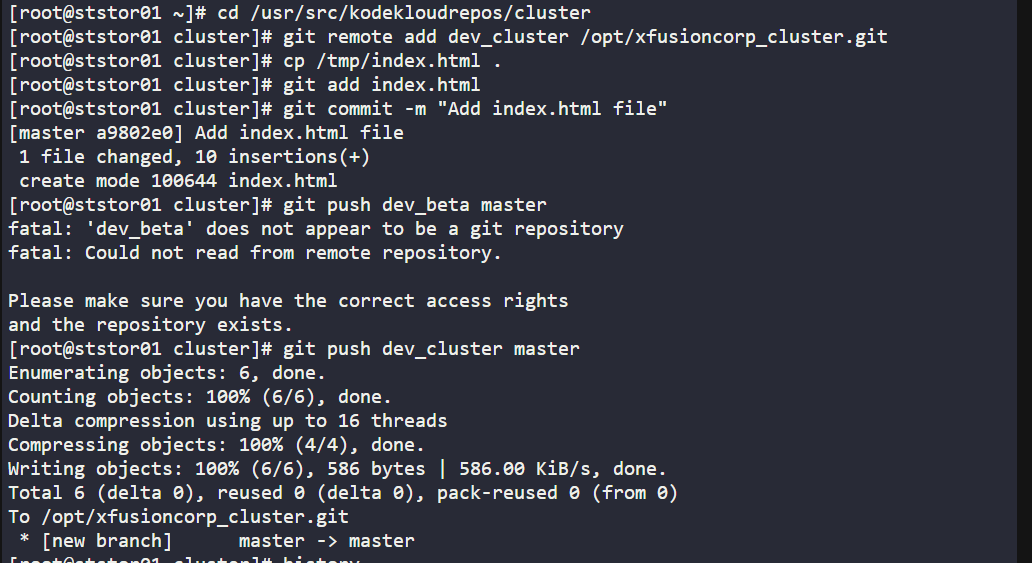 [root@ststor01 ~]# cd /usr/src/kodekloudrepos/cluster
[root@ststor01 cluster]# git remote add dev_cluster /opt/xfusioncorp_cluster.git
[root@ststor01 cluster]# cp /tmp/index.html .
[root@ststor01 cluster]# git add index.html
[root@ststor01 cluster]# git commit -m "Add index.html file"
[master a9802e0] Add index.html file
 1 file changed, 10 insertions(+)
 create mode 100644 index.html
[root@ststor01 cluster]# git push dev_beta master
fatal: 'dev_beta' does not appear to be a git repository
fatal: Could not read from remote repository.

Please make sure you have the correct access rights
and the repository exists.
[root@ststor01 cluster]# git push dev_cluster master
Enumerating objects: 6, done.
Counting objects: 100% (6/6), done.
Delta compression using up to 16 threads
Compressing objects: 100% (4/4), done.
Writing objects: 100% (6/6), 586 bytes | 586.00 KiB/s, done.
Total 6 (delta 0), reused 0 (delta 0), pack-reused 0 (from 0)
To /opt/xfusioncorp_cluster.git
 * [new branch]      master -> master
[root@ststor01 cluster]# history